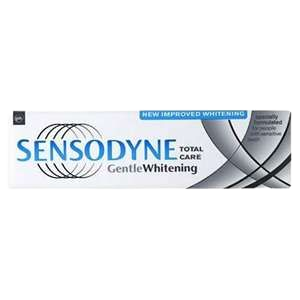 NEW IMPROVED WHITENING
SENSODYNE
TOTAL
CARE
GentleWhitening
specially
formulated
for people
with sensitive
teeth